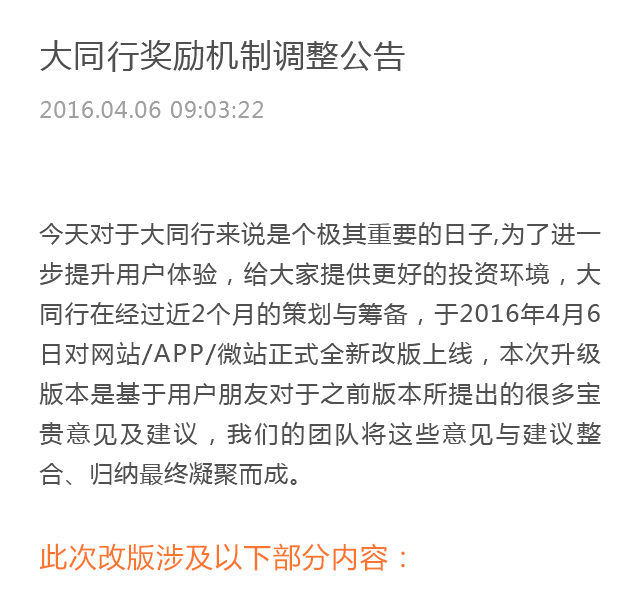 大同行奖励机制调整公告
2016.04.06 09:03:22
今天对于大同行来说是个极其重要的日子,为了进一
步提升用户体验，给大家提供更好的投资环境，大
同行在经过近2个月的策划与筹备，于2016年4月6
日对网站/APP/微站正式全新改版上线，本次升级
版本是基于用户朋友对于之前版本所提出的很多宝
贵意见及建议，我们的团队将这些意见与建议整
合、归纳最终凝聚而成。
此次改版涉及以下部分内容：